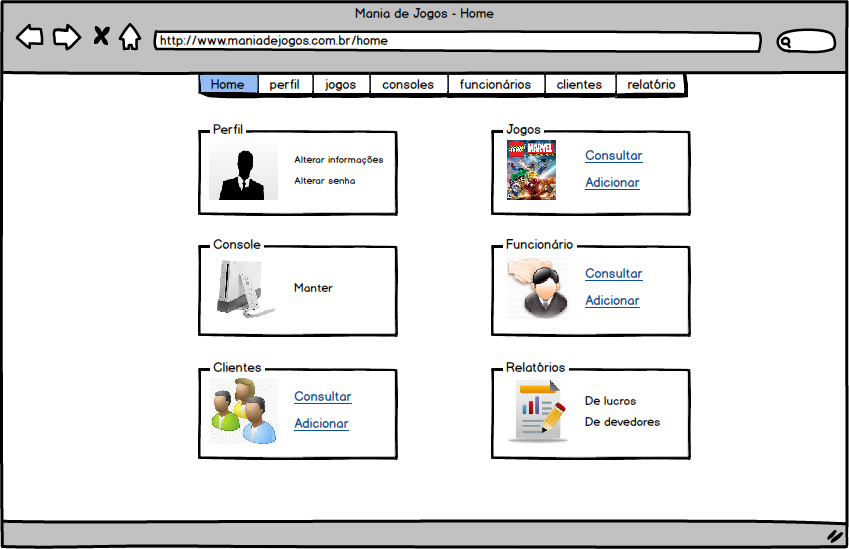 Mania de Jogos - Home
http://www.maniadejogos.com.br/home
Home perfil jogos consoles funcionários clientes relatório
Perfil
Alterar informações
Alterar senha
Jogos
LEGO MARVEL
Consultar
Adicionar
Console
Manter
Funcionário
Consultar
Adicionar
Clientes
Consultar
Adicionar
Relatórios
De lucros
De devedores